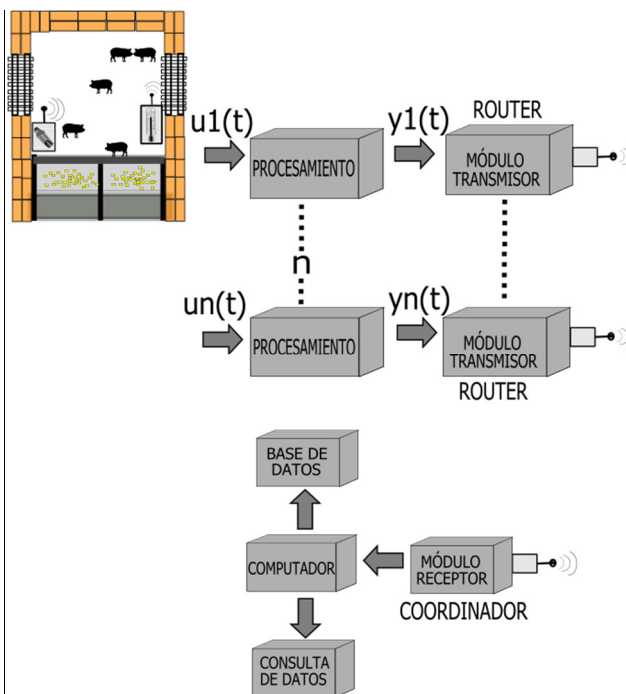 u1(t)
PROCESAMIENTO
y1(t)
ROUTER
MÓDULO
TRANSMISOR
n
un(t)
PROCESAMIENTO
yn(t)
MÓDULO
TRANSMISOR
ROUTER
BASE DE
DATOS
COMPUTADOR
MÓDULO
RECEPTOR
COORDINADOR
CONSULTA
DE DATOS